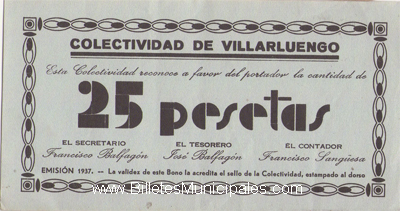 COLECTIVIDAD DE VILLARLUENGO
Esta Colectividad reconoce a favor del portador la cantidad de
25 pesetas
EL SECRETARIO EL TESORERO EL CONTADOR
Francisco Balfagón José Balfagón Francisco Sangüesa
EMISIÓN 1937. -- La validez de este Bono la acredita el sello de la Colectividad, estampado al dorso
www.BilletesMunicipales.com